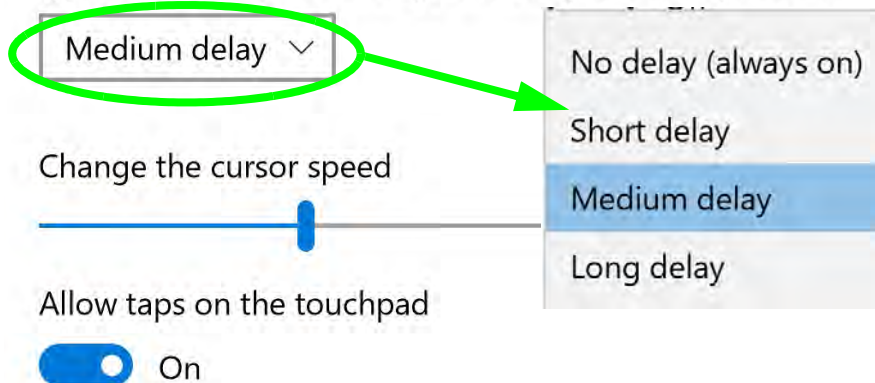 Medium delay
Change the cursor speed
Allow taps on the touchpad
On
No delay (always on)
Short delay
Medium delay
Long delay